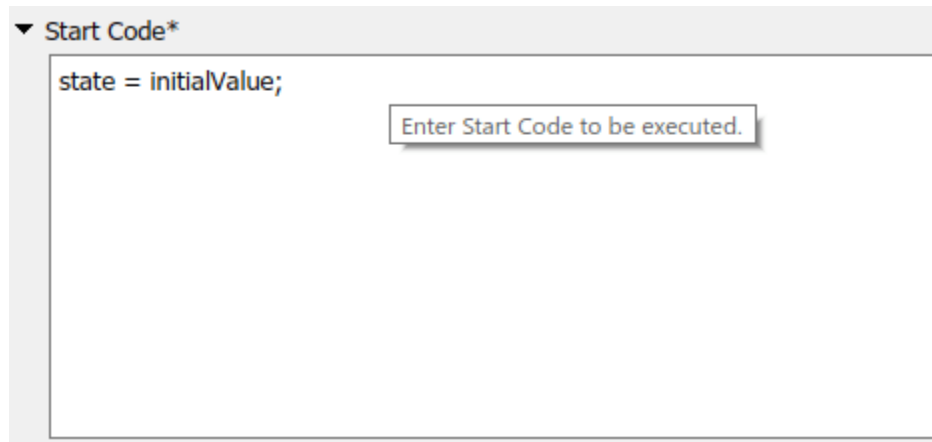 Start Code*
state = initialValue;
Enter Start Code to be executed.